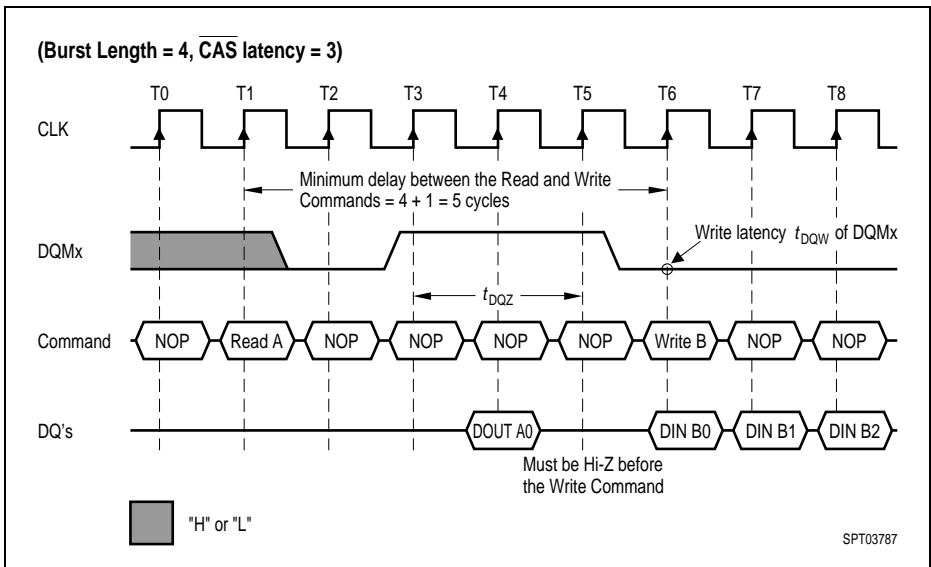 (Burst Length = 4, CAS latency = 3)
T0 T1 T2 T3 T4 T5 T6 T7 T8
CLK
Minimum delay between the Read and Write
Commands = 4 + 1 = 5 cycles
Write latency tDQW of DQMx
DQMx
tDQZ
Command NOP Read A NOP NOP NOP NOP Write B NOP NOP
DQ's DOUT A0 DIN B0 DIN B1 DIN B2
Must be Hi-Z before
the Write Command
"H" or "L"
SPT03787